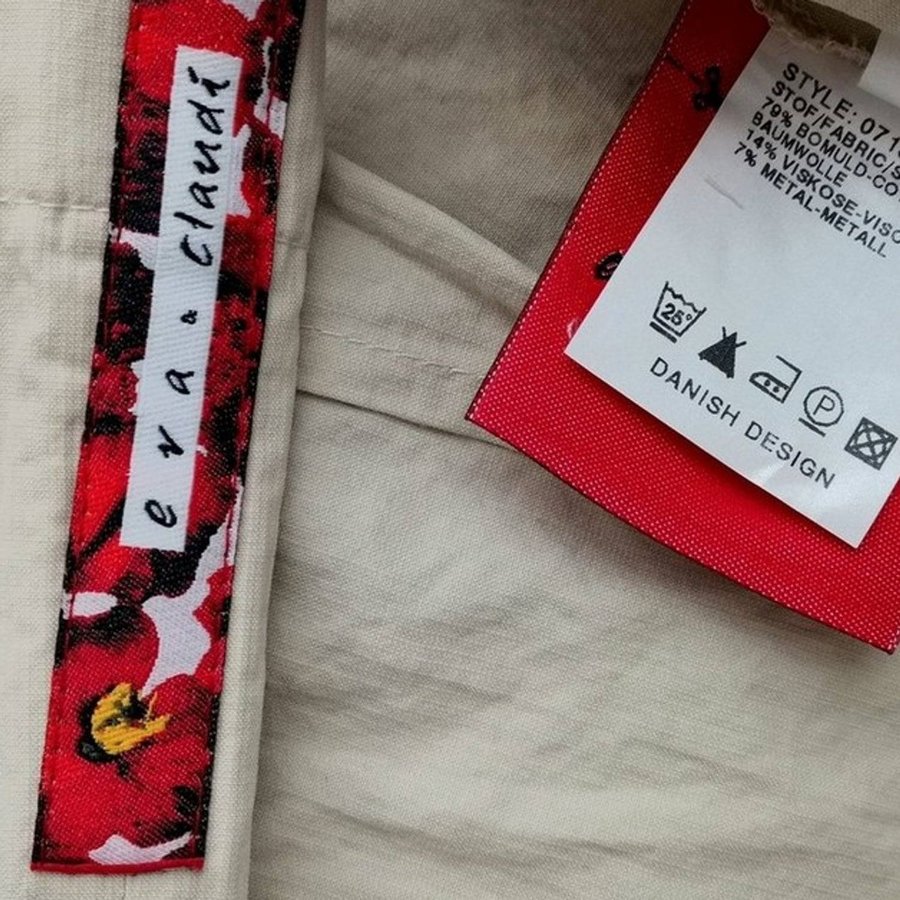 eva & claudi
STYLE: 07
STOF/FABRIC/S
79% BOMULD-CO
BAUMWOLLE
14% VISKOSE-VISC
7% METAL-METALL
25°
P
DANISH DESIGN